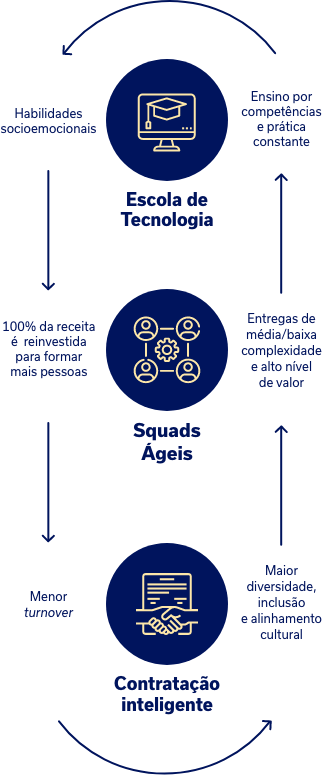 Habilidades
socioemocionais
Ensino por
competências
e prática
constante
Escola de
Tecnologia
100% da receita
é reinvestida
para formar
mais pessoas
Entregas de
média/baixa
complexidade
e alto nível
de valor
Squads
Ágeis
Menor
turnover
Maior
diversidade,
inclusão
e alinhamento
cultural
Contratação
inteligente